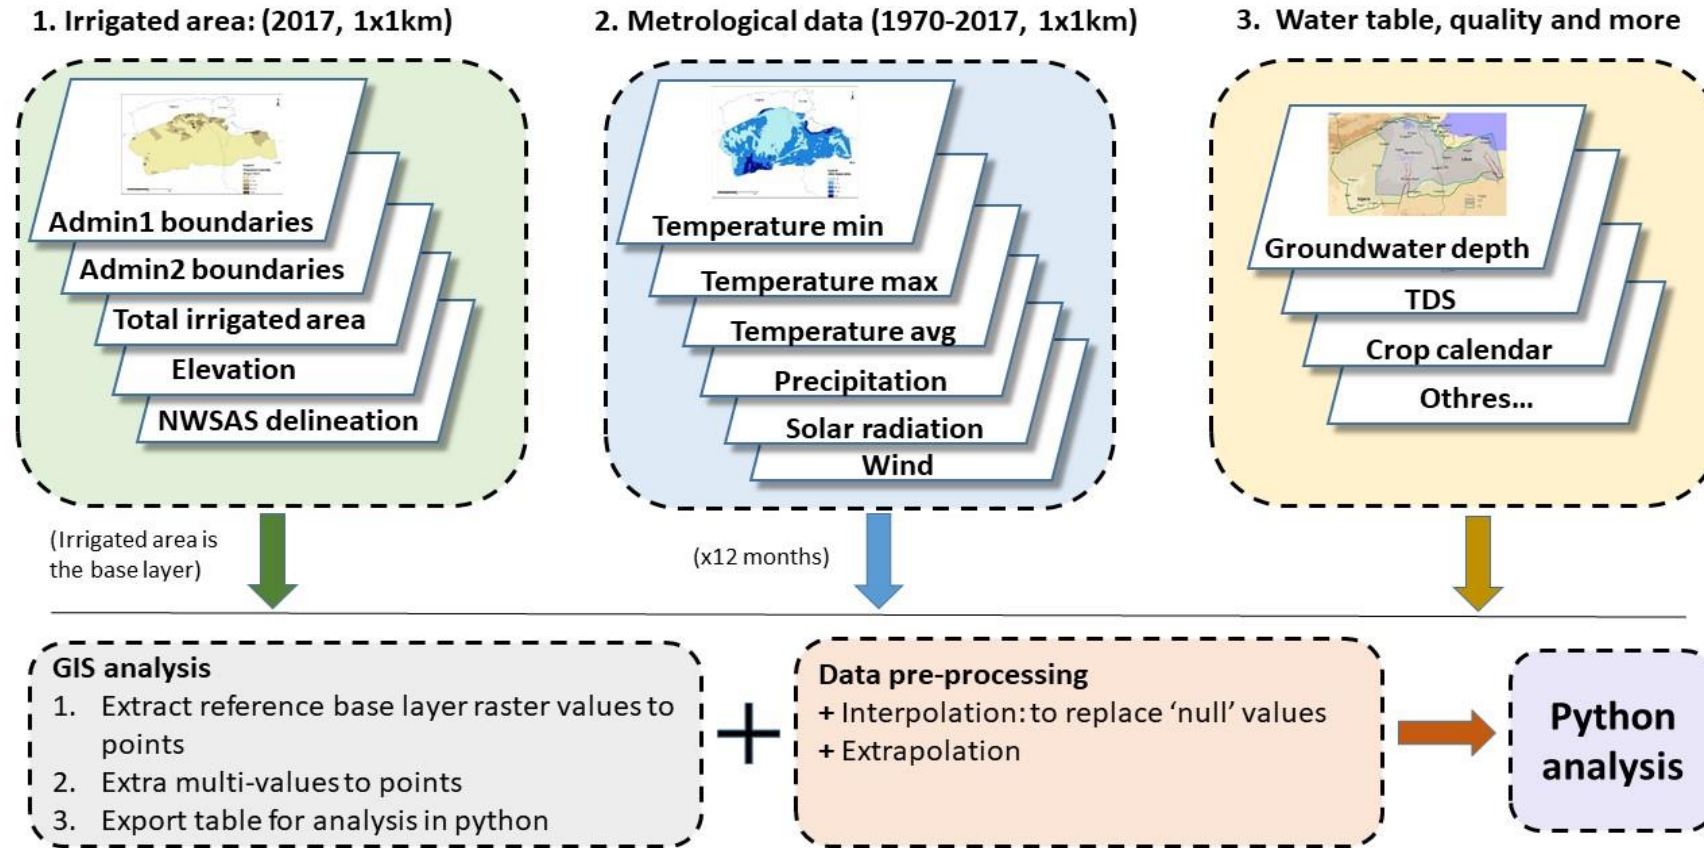 1. Irrigated area: (2017, 1x1km)
Admin1 boundaries
Admin2 boundaries
Total irrigated area
Elevation
NWSAS delineation
(Irrigated area is
the base layer)
2. Metrological data (1970-2017, 1x1km)
Temperature min
Temperature max
Temperature avg
Precipitation
Solar radiation
Wind
(x12 months)
3. Water table, quality and more
Groundwater depth
TDS
Crop calendar
Othres...
GIS analysis
1. Extract reference base layer raster values to
points
2. Extra multi-values to points
3. Export table for analysis in python
+
Data pre-processing
+ Interpolation: to replace ‘null’ values
+ Extrapolation
Python
analysis